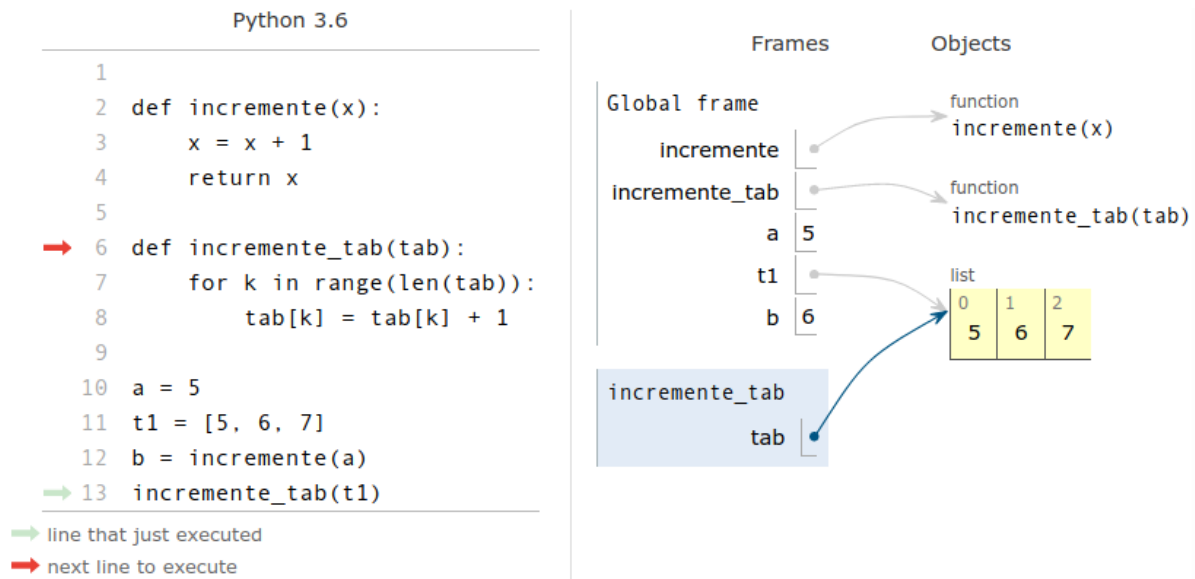 Python 3.6
1
2 def incremente(x):
3     x = x + 1
4     return x
5
6 def incremente_tab(tab):
7     for k in range(len(tab)):
8         tab[k] = tab[k] + 1
9
10 a = 5
11 t1 = [5, 6, 7]
12 b = incremente(a)
13 incremente_tab(t1)
line that just executed
next line to execute
Frames Objects
Global frame
incremente
incremente_tab
a 5
t1
b 6
function
incremente(x)
function
incremente_tab(tab)
list
0 1 2
5 6 7
incremente_tab
tab